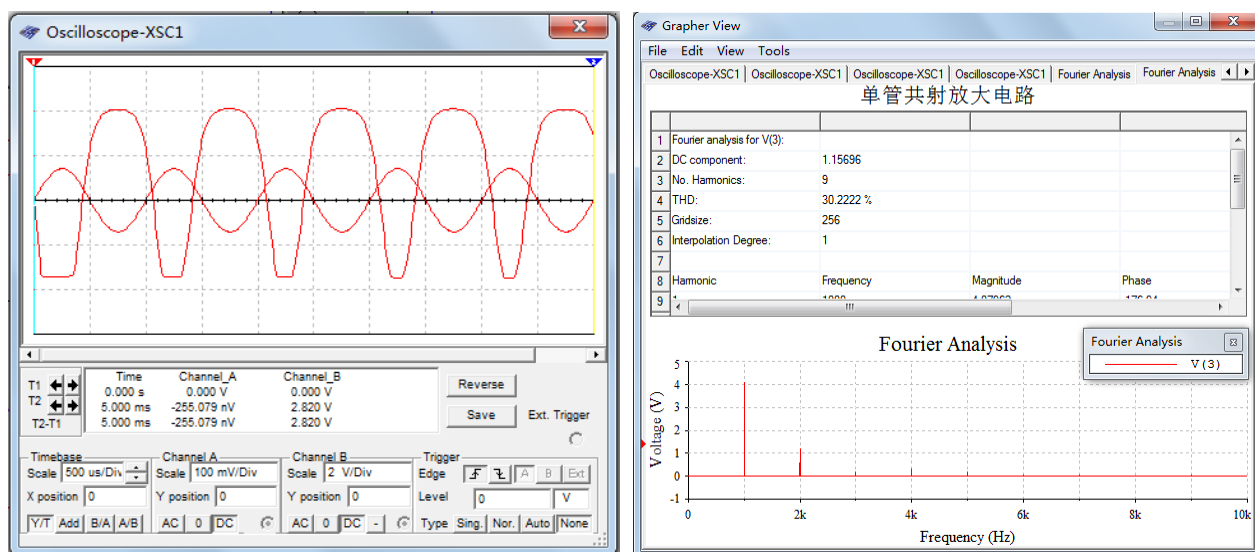 Oscilloscope-XSC1
Time Channel_A Channel_B
T1 0.000 s 0.000 V 0.000 V
T2 5.000 ms -255.079 nV 2.820 V
T2-T1 5.000 ms -255.079 nV 2.820 V
Reverse
Save
Ext. Trigger
Timebase
Scale 500 us/Div
X position 0
Y/T Add B/A A/B
Channel A
Scale 100 mV/Div
Y position 0
AC 0 DC
Channel B
Scale 2 V/Div
Y position 0
AC 0 DC -
Trigger
Edge A B Ext
Level 0 V
Type Sing. Nor. Auto None
Grapher View
File Edit View Tools
Oscilloscope-XSC1 Oscilloscope-XSC1 Oscilloscope-XSC1 Oscilloscope-XSC1 Fourier Analysis Fourier Analysis
单管共射放大电路
1 Fourier analysis for V(3):
2 DC component: 1.15696
3 No. Harmonics: 9
4 THD: 30.2222 %
5 Gridsize: 256
6 Interpolation Degree: 1
7
8 Harmonic Frequency Magnitude Phase
9
Fourier Analysis
Fourier Analysis
V(3)
Voltage (V)
5
4
3
2
1
0
-1
0 2k 4k 6k 8k 10k
Frequency (Hz)